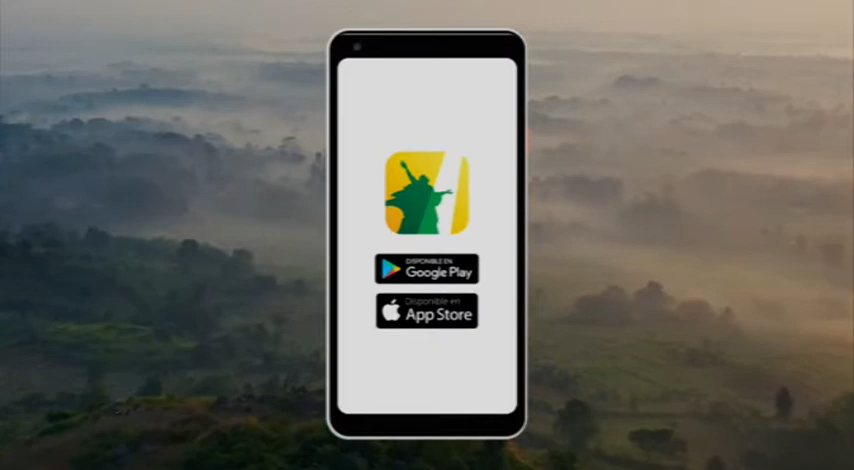 DISPONIBLE EN
Google Play
Disponible en
App Store